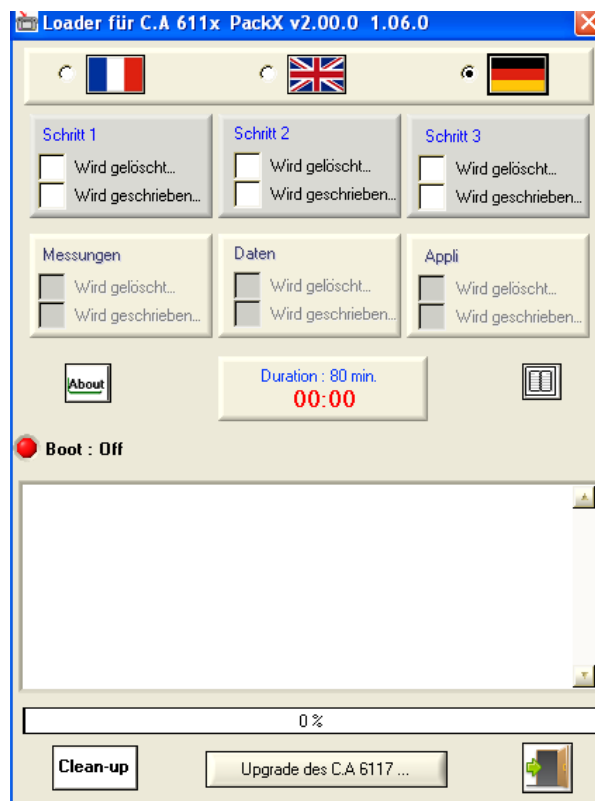 Loader für C.A 611x PackX v2.00.0 1.06.0
Schritt 1
Wird gelöscht...
Wird geschrieben...
Schritt 2
Wird gelöscht...
Wird geschrieben...
Schritt 3
Wird gelöscht...
Wird geschrieben...
Messungen
Wird gelöscht...
Wird geschrieben...
Daten
Wird gelöscht...
Wird geschrieben...
Appli
Wird gelöscht...
Wird geschrieben...
About
Duration : 80 min.
00:00
Boot : Off
0 %
Clean-up
Upgrade des C.A 6117 ...